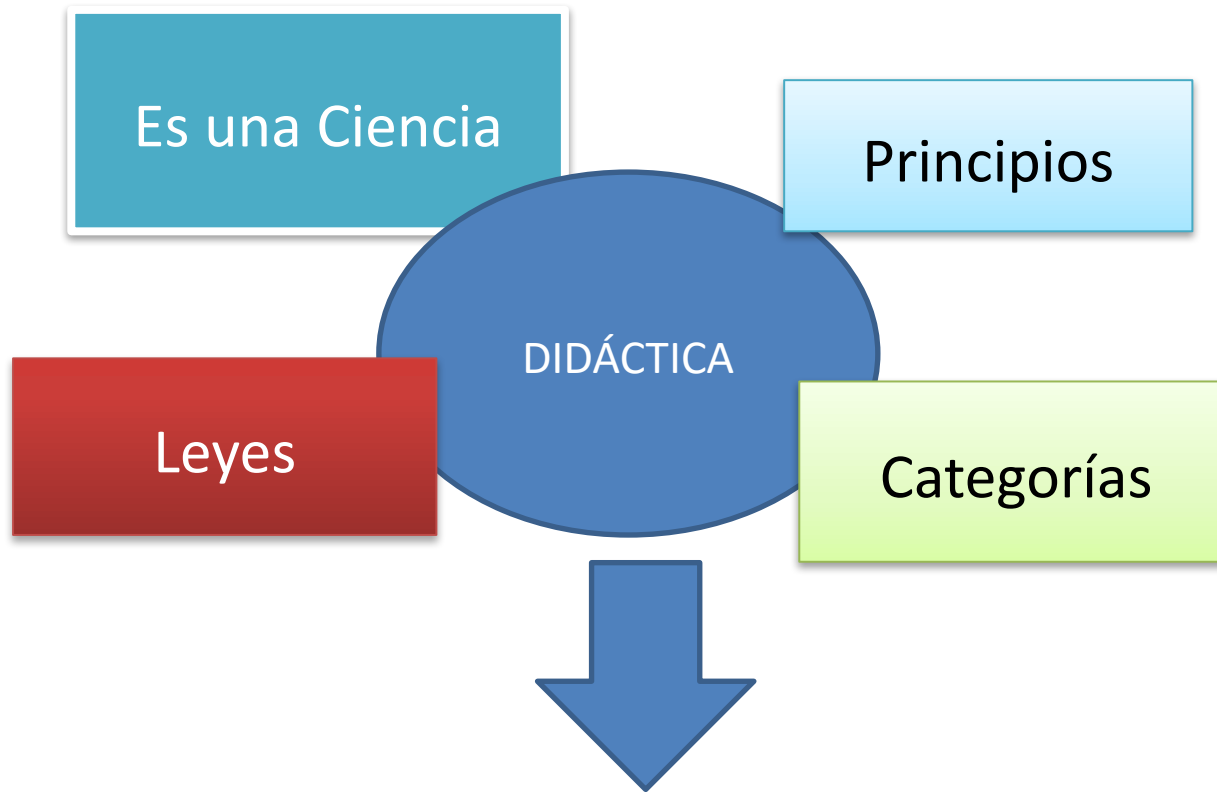 Es una Ciencia
Principios
DIDÁCTICA
Leyes
Categorías